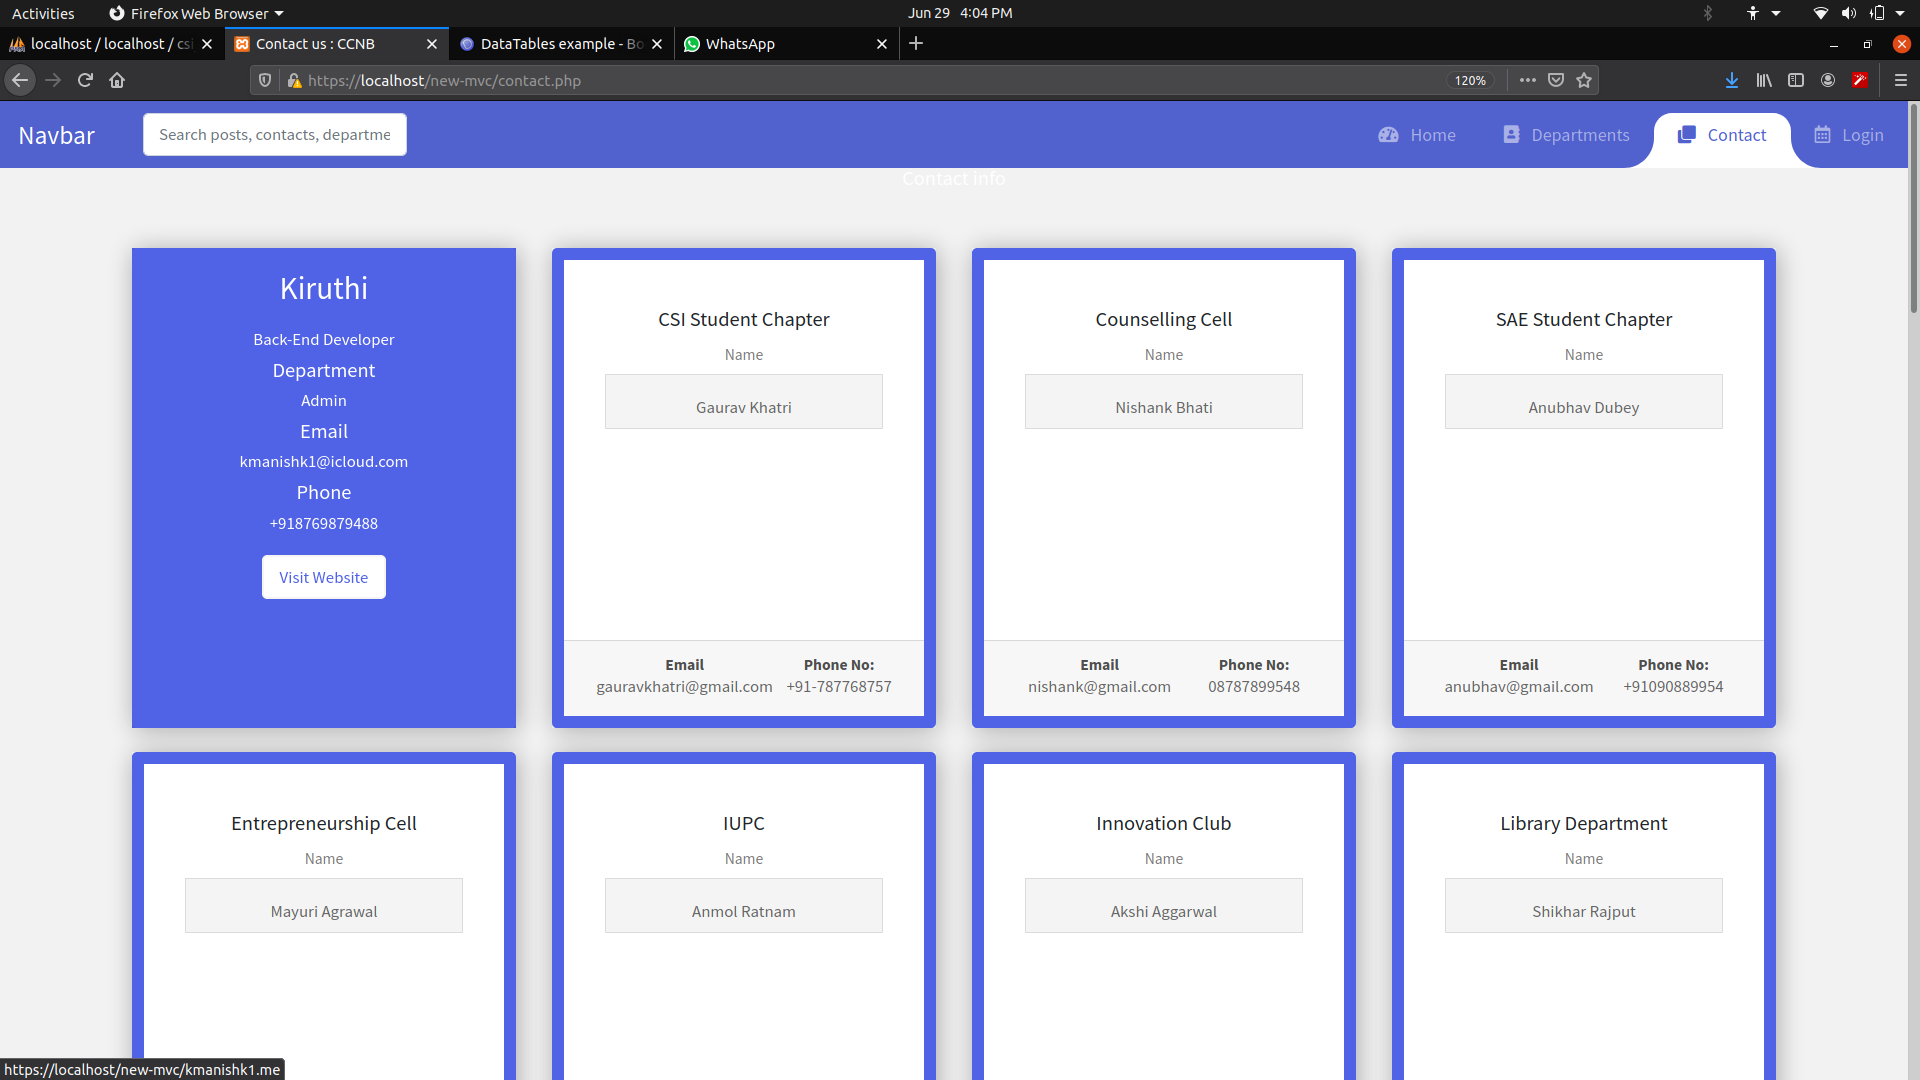 Activities
Firefox Web Browser
Jun 29 4:04 PM
localhost / localhost / csi
Contact us : CCNB
DataTables example - Bo
WhatsApp
https://localhost/new-mvc/contact.php
120%
Navbar
Search posts, contacts, departme
Home
Departments
Contact
Login
Contact info
Kiruthi
Back-End Developer
Department
Admin
Email
kmanishk1@icloud.com
Phone
+918769879488
Visit Website
CSI Student Chapter
Name
Gaurav Khatri
Email
gauravkhatri@gmail.com
Phone No:
+91-787768757
Counselling Cell
Name
Nishank Bhati
Email
nishank@gmail.com
Phone No:
08787899548
SAE Student Chapter
Name
Anubhav Dubey
Email
anubhav@gmail.com
Phone No:
+91090889954
Entrepreneurship Cell
Name
Mayuri Agrawal
IUPC
Name
Anmol Ratnam
Innovation Club
Name
Akshi Aggarwal
Library Department
Name
Shikhar Rajput
https://localhost/new-mvc/kmanishk1.me